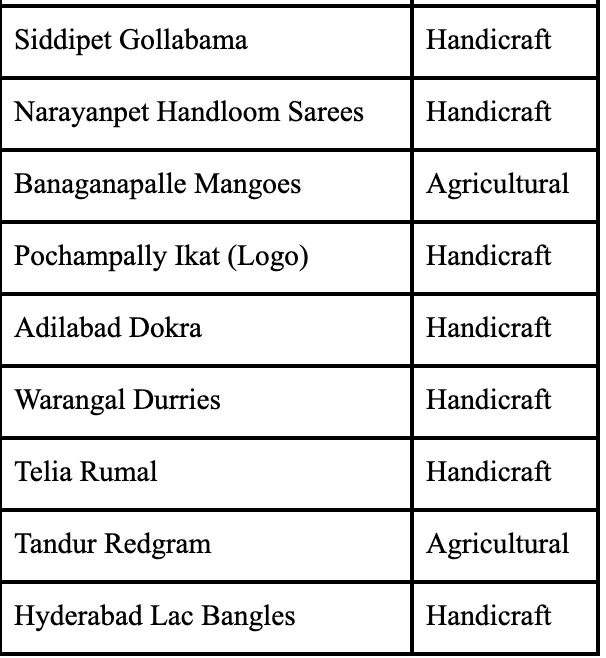 Siddipet Gollabama Handicraft
Narayanpet Handloom Sarees Handicraft
Banaganapalle Mangoes Agricultural
Pochampally Ikat (Logo) Handicraft
Adilabad Dokra Handicraft
Warangal Durries Handicraft
Telia Rumal Handicraft
Tandur Redgram Agricultural
Hyderabad Lac Bangles Handicraft